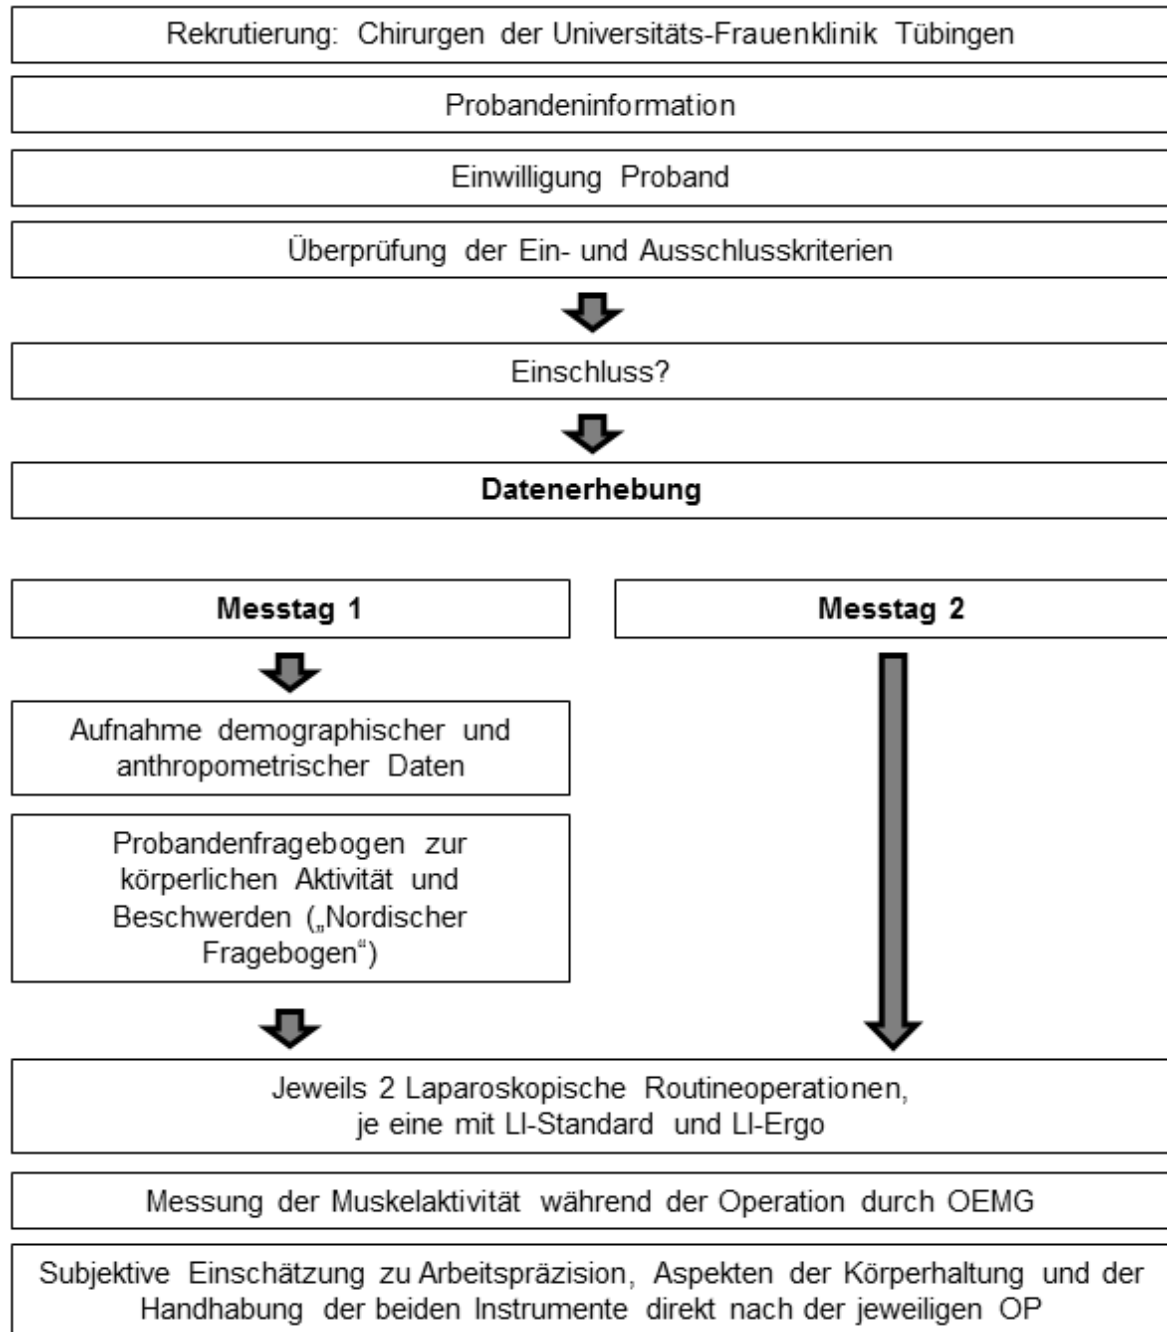 Rekrutierung: Chirurgen der Universitäts-Frauenklinik Tübingen
Probandeninformation
Einwilligung Proband
Überprüfung der Ein- und Ausschlusskriterien
Einschluss?
Datenerhebung
Messtag 1
Messtag 2
Aufnahme demographischer und
anthropometrischer Daten
Probandenfragebogen zur
körperlichen Aktivität und
Beschwerden („Nordischer
Fragebogen“)
Jeweils 2 Laparoskopische Routineoperationen,
je eine mit LI-Standard und LI-Ergo
Messung der Muskelaktivität während der Operation durch OEMG
Subjektive Einschätzung zu Arbeitspräzision, Aspekten der Körperhaltung und der
Handhabung der beiden Instrumente direkt nach der jeweiligen OP